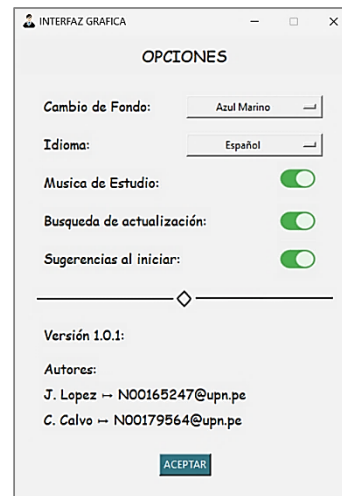 INTERFAZ GRAFICA
OPCIONES
Cambio de Fondo: Azul Marino
Idioma: Español
Musica de Estudio:
Busqueda de actualización:
Sugerencias al iniciar:
Versión 1.0.1:
Autores:
J. Lopez ↦ N00165247@upn.pe
C. Calvo ↦ N00179564@upn.pe
ACEPTAR